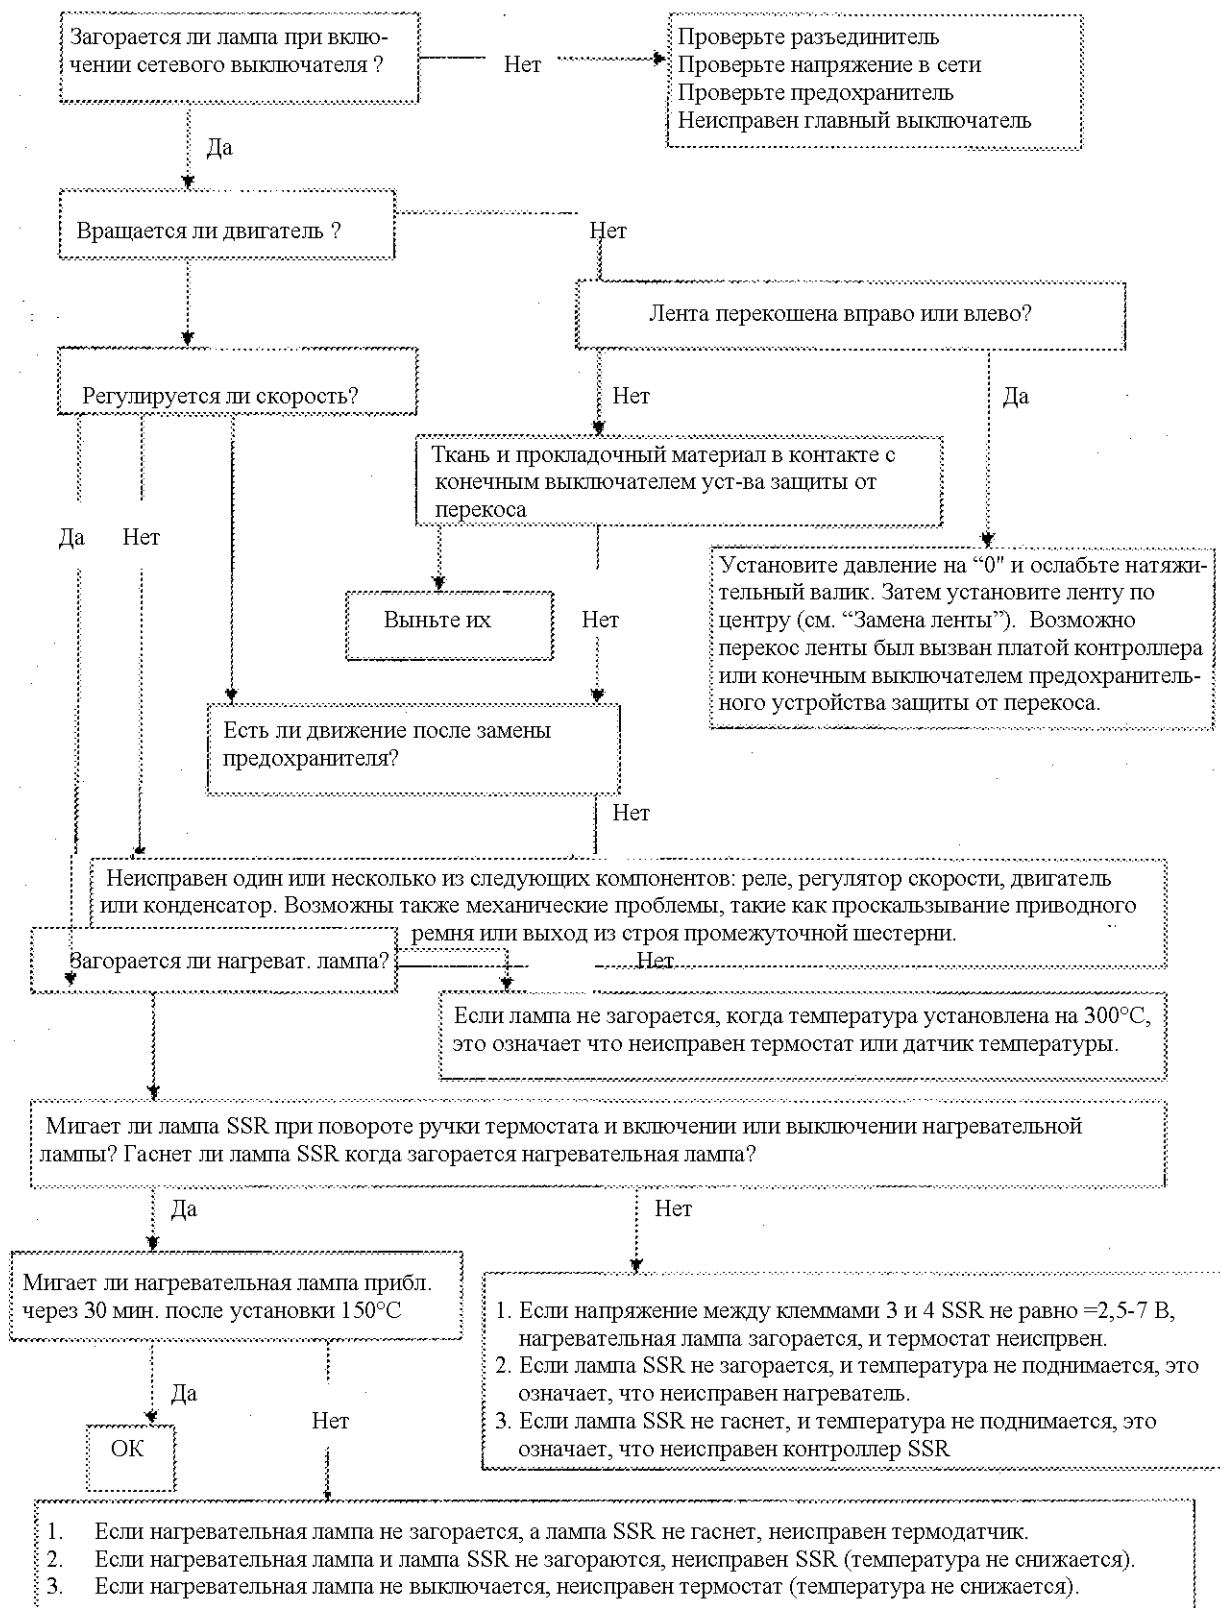 Загорается ли лампа при вклю-
чении сетевого выключателя ?
Нет
Проверьте разъединитель
Проверьте напряжение в сети
Проверьте предохранитель
Неисправен главный выключатель
Да
Вращается ли двигатель ?
Нет
Лента перекошена вправо или влево?
Регулируется ли скорость?
Нет
Да
Ткань и прокладочный материал в контакте с
конечным выключателем уст-ва защиты от
перекоса
Да
Нет
Установите давление на “0" и ослабьте натяжи-
тельный валик. Затем установите ленту по
центру (см. “Замена ленты”). Возможно
перекос ленты был вызван платой контроллера
или конечным выключателем предохранитель-
ного устройства защиты от перекоса.
Выньте их
Нет
Есть ли движение после замены
предохранителя?
Нет
Неисправен один или несколько из следующих компонентов: реле, регулятор скорости, двигатель
или конденсатор. Возможны также механические проблемы, такие как проскальзывание приводного
ремня или выход из строя промежуточной шестерни.
Загорается ли нагреват. лампа?
Нет
Если лампа не загорается, когда температура установлена на 300°С,
это означает что неисправен термостат или датчик температуры.
Мигает ли лампа SSR при повороте ручки термостата и включении или выключении нагревательной
лампы? Гаснет ли лампа SSR когда загорается нагревательная лампа?
Да
Нет
Мигает ли нагревательная лампа прибл.
через 30 мин. после установки 150°С
1. Если напряжение между клеммами 3 и 4 SSR не равно =2,5-7 В,
нагревательная лампа загорается, и термостат неиспрвен.
2. Если лампа SSR не загорается, и температура не поднимается, это
означает, что неисправен нагреватель.
3. Если лампа SSR не гаснет, и температура не поднимается, это
означает, что неисправен контроллер SSR
Да
Нет
ОК
1. Если нагревательная лампа не загорается, а лампа SSR не гаснет, неисправен термодатчик.
2. Если нагревательная лампа и лампа SSR не загораются, неисправен SSR (температура не снижается).
3. Если нагревательная лампа не выключается, неисправен термостат (температура не снижается).